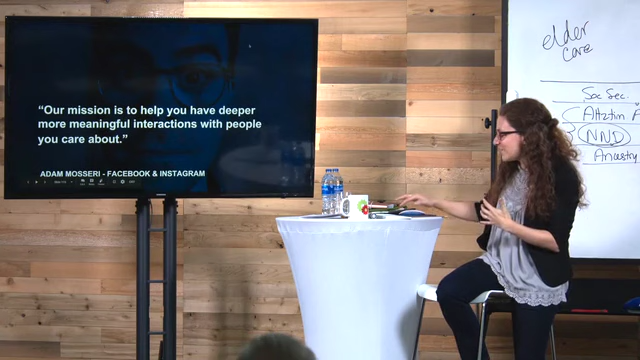 “Our mission is to help you have deeper
more meaningful interactions with people
you care about.”
ADAM MOSSERI - FACEBOOK & INSTAGRAM
elder
care
Soc Sec.
NND
Ancestry